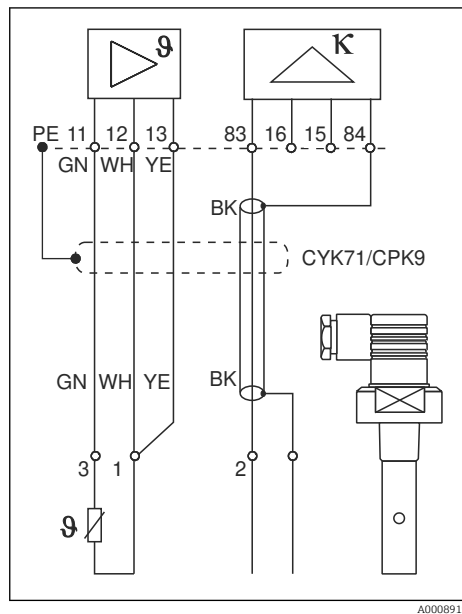 ϑ κ
PE 11 12 13 83 16 15 84
GN WH YE
BK
CYK71/CPK9
GN WH YE BK
3 1 2
ϑ
A000891